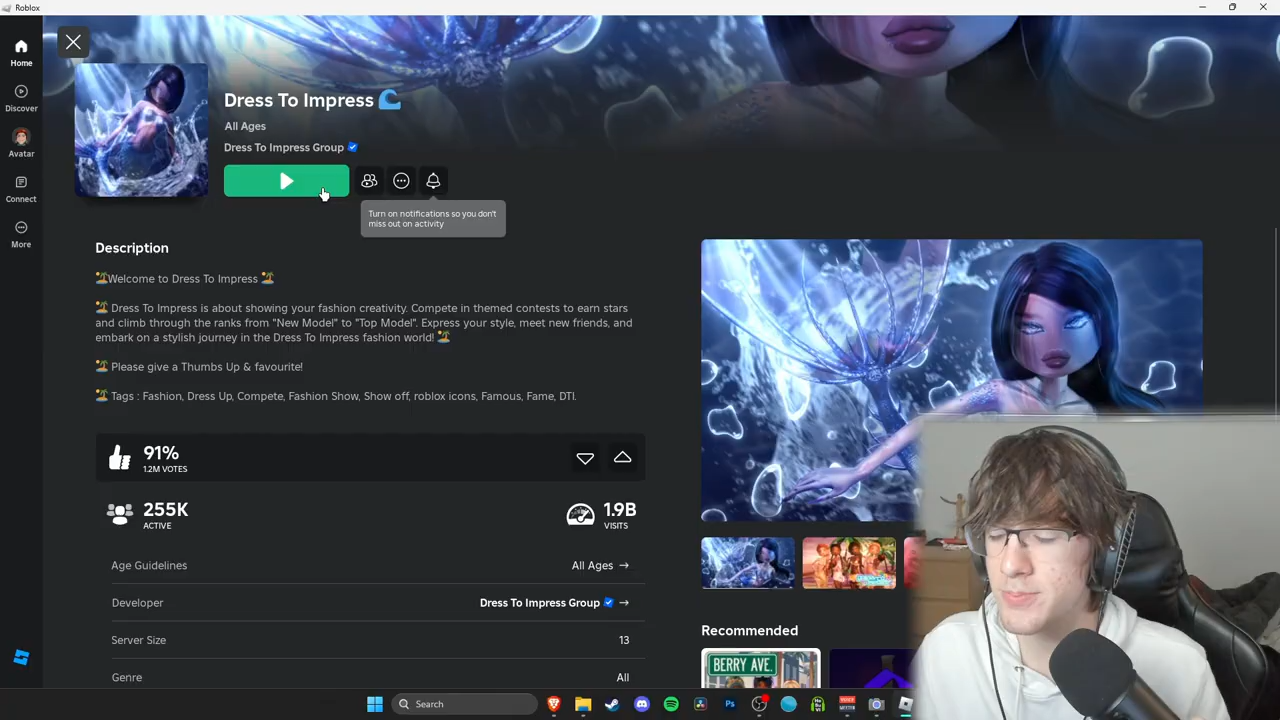 Roblox
Home
Discover
Avatar
Connect
More
Dress To Impress 🌊
All Ages
Dress To Impress Group
Turn on notifications so you don't
miss out on activity
Description
🏝️Welcome to Dress To Impress 🏝️
🏝️ Dress To Impress is about showing your fashion creativity. Compete in themed contests to earn stars
and climb through the ranks from "New Model" to "Top Model". Express your style, meet new friends, and
embark on a stylish journey in the Dress To Impress fashion world! 🏝️
🏝️ Please give a Thumbs Up & favourite!
🏝️ Tags : Fashion, Dress Up, Compete, Fashion Show, Show off, roblox icons, Famous, Fame, DTI.
91%
1.2M VOTES
255K
ACTIVE
1.9B
VISITS
Age Guidelines
All Ages →
Developer
Dress To Impress Group →
Server Size
13
Genre
All
Recommended
BERRY AVE.
Search
Ps